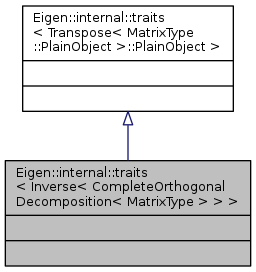 Eigen::internal::traits
< Transpose< MatrixType
::PlainObject >::PlainObject >
Eigen::internal::traits
< Inverse< CompleteOrthogonal
Decomposition< MatrixType > > >